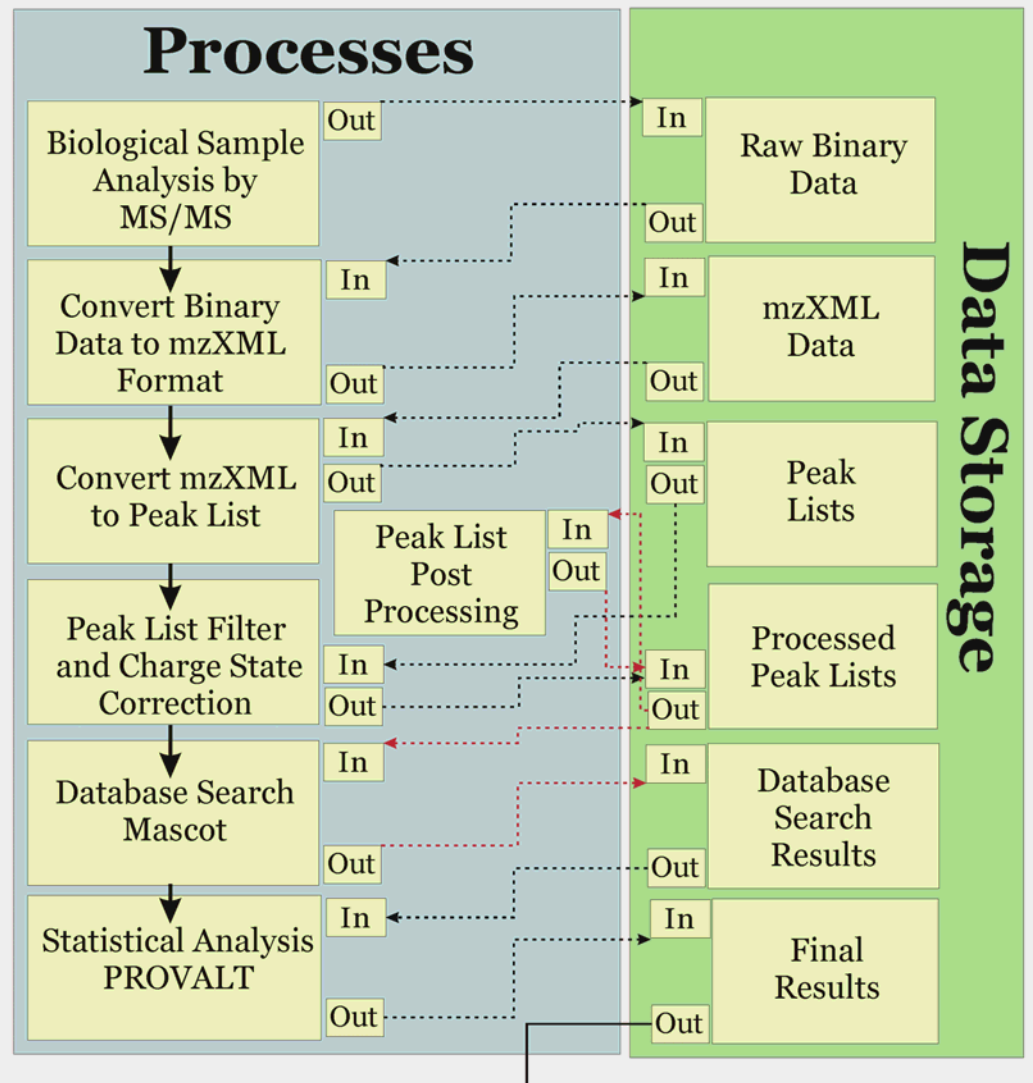 Processes
Biological Sample
Analysis by
MS/MS
Out
In
Convert Binary
Data to mzXML
Format
Out
In
Convert mzXML
to Peak List
Out
Peak List
Post
Processing
In
Out
Peak List Filter
and Charge State
Correction
In
Out
Database Search
Mascot
In
Out
Statistical Analysis
PROVALT
In
Out
Data Storage
In
Raw Binary
Data
Out
In
mzXML
Data
Out
In
Out
Peak
Lists
Processed
Peak Lists
In
Out
In
Database
Search
Results
Out
In
Final
Results
Out